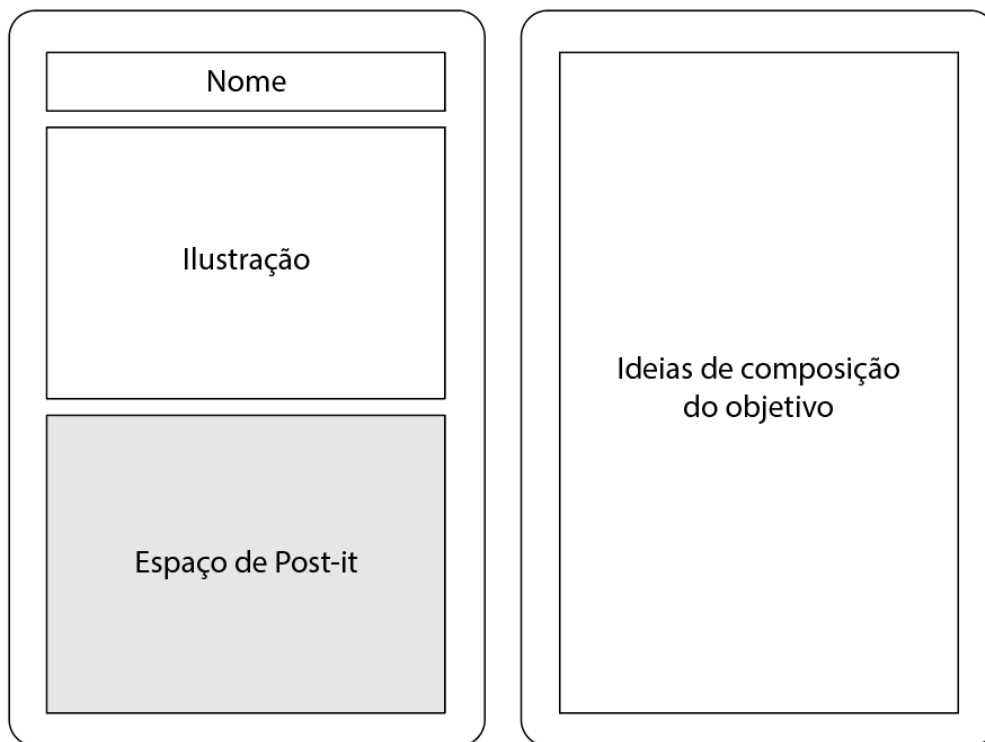 Nome
Ilustração
Espaço de Post-it
Ideias de composição
do objetivo